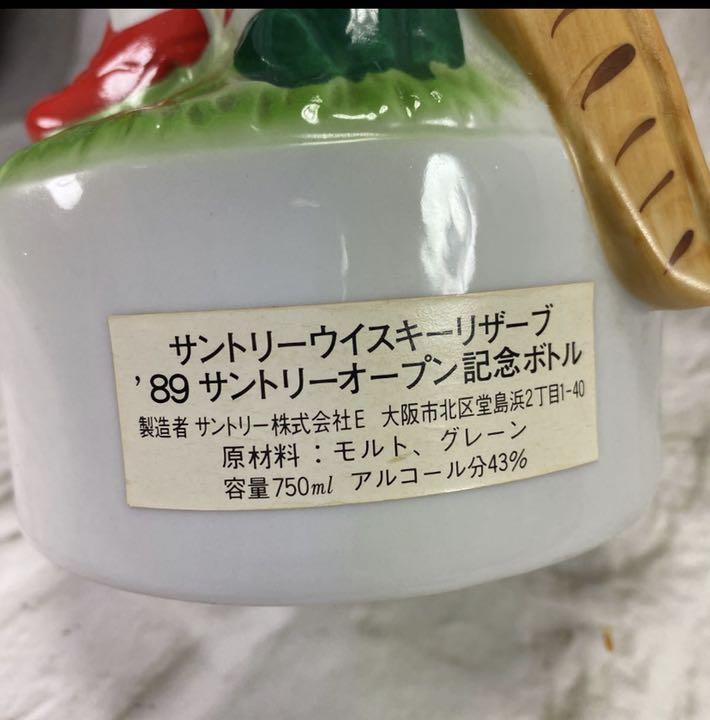 サントリーウイスキーリザーブ
'89 サントリーオープン記念ボトル
製造者 サントリー株式会社E 大阪市北区堂島浜2丁目1-40
原材料：モルト、グレーン
容量750ml アルコール分43%